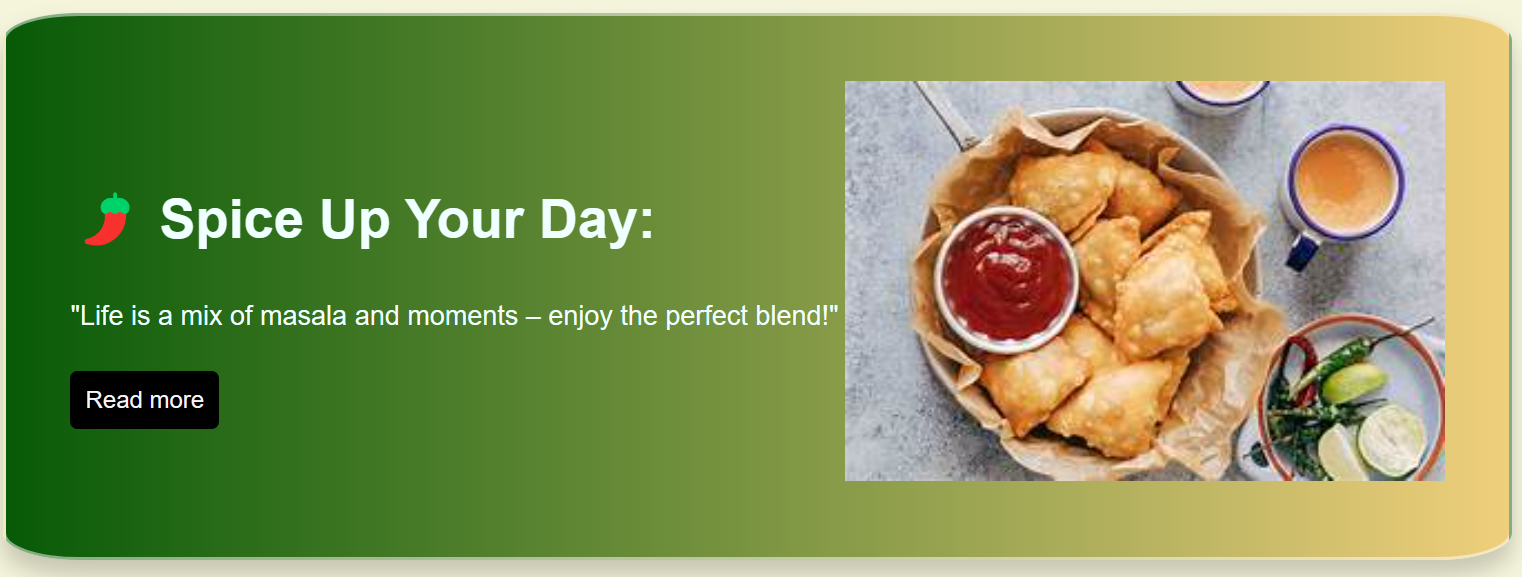 🌶️ Spice Up Your Day:
"Life is a mix of masala and moments – enjoy the perfect blend!"
Read more